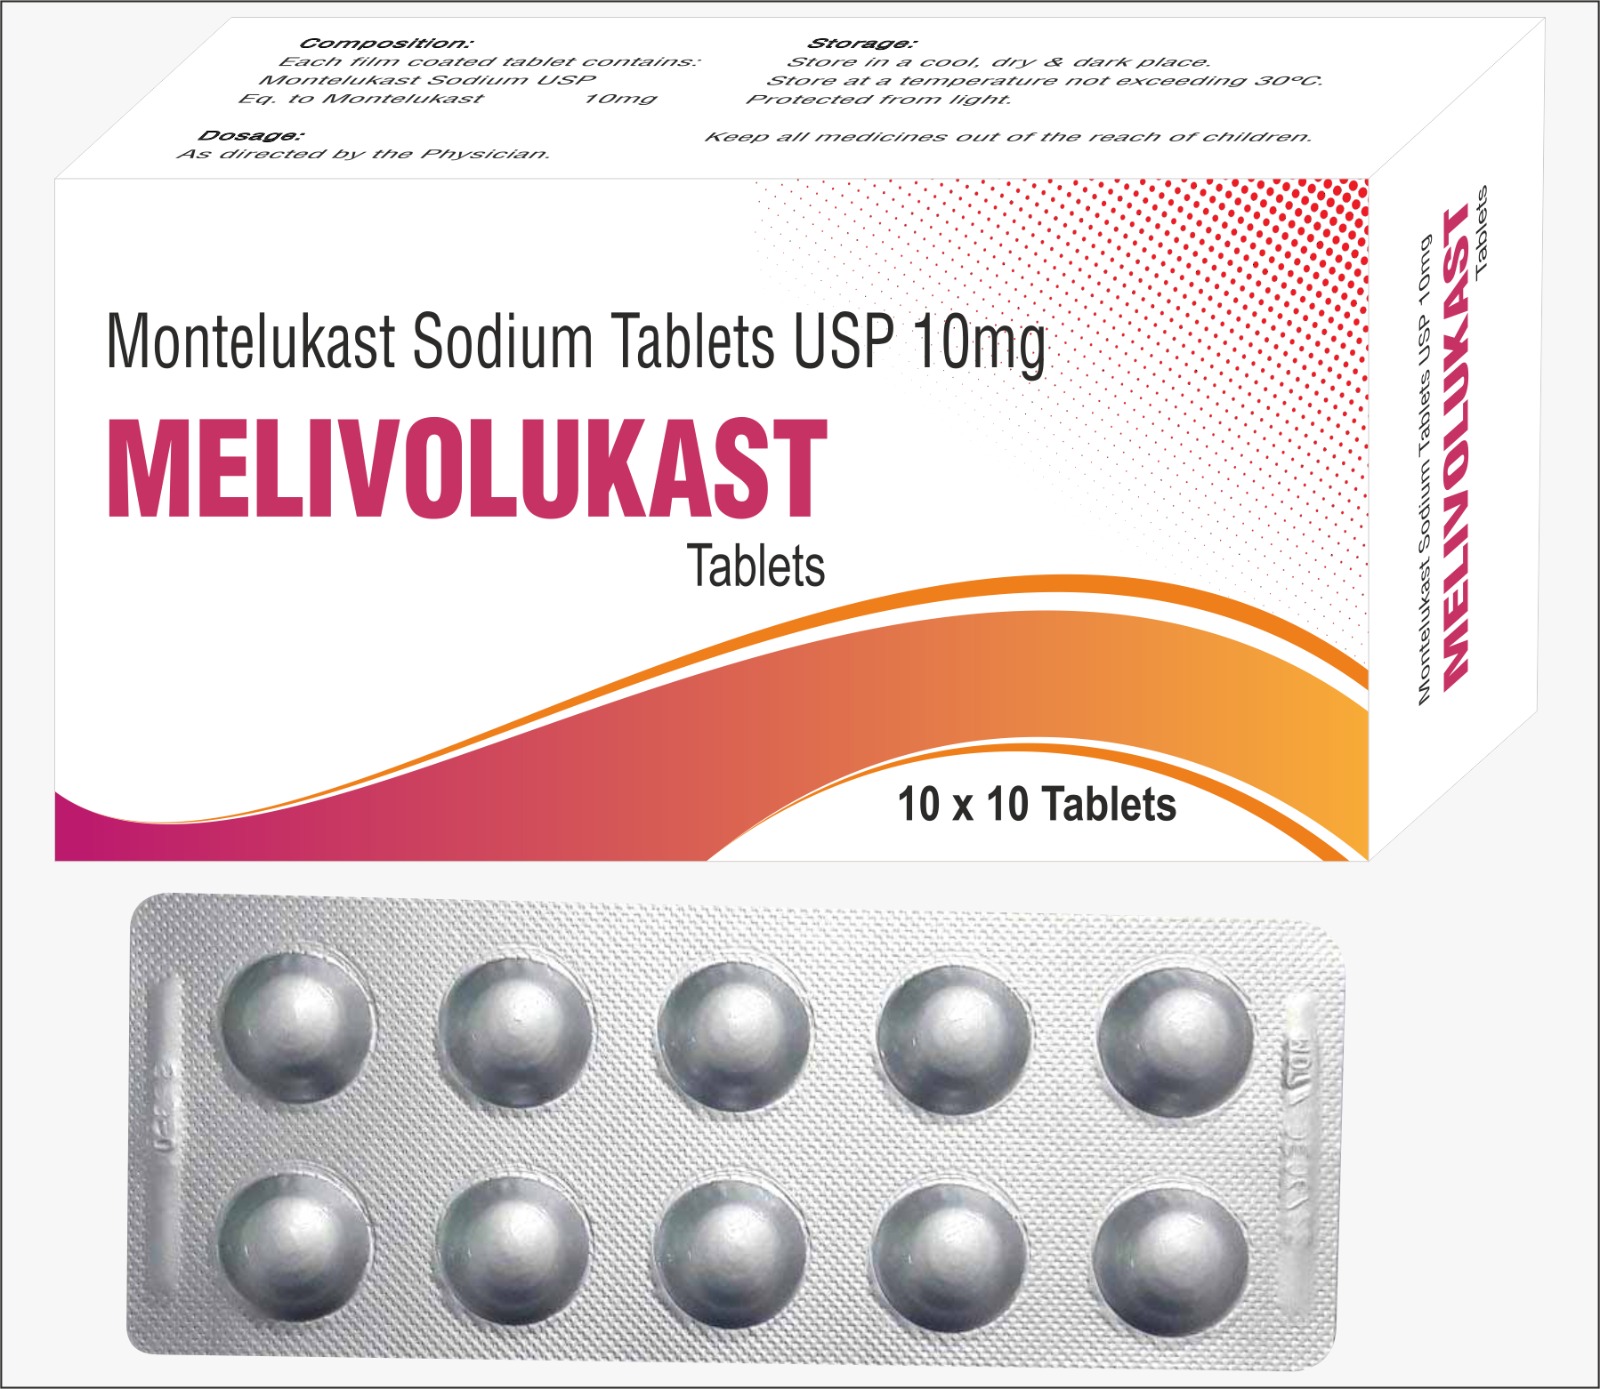 Composition:
Each film coated tablet contains:
Montelukast Sodium USP
Eq. to Montelukast 10mg
Dosage:
As directed by the Physician.
Storage:
Store in a cool, dry & dark place.
Store at a temperature not exceeding 30ºC.
Protected from light.
Keep all medicines out of the reach of children.
Montelukast Sodium Tablets USP 10mg
MELIVOLUKAST
Tablets
10 x 10 Tablets
Montelukast Sodium Tablets USP 10mg
MELIVOLUKAST
Tablets